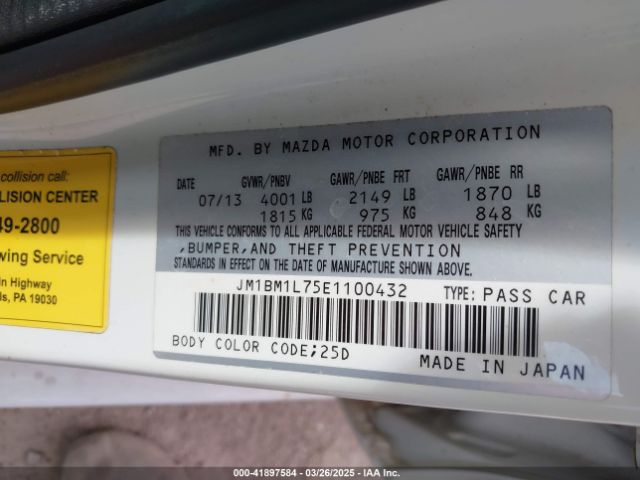 collision call:
LISION CENTER
49-2800
wing Service
in Highway
ls, PA 19030
MFD. BY MAZDA MOTOR CORPORATION
DATE GVWR/PNBV GAWR/PNBE FRT GAWR/PNBE RR
07/13 4001 LB 2149 LB 1870 LB
1815 KG 975 KG 848 KG
THIS VEHICLE CONFORMS TO ALL APPLICABLE FEDERAL MOTOR VEHICLE SAFETY
,BUMPER,AND THEFT PREVENTION
STANDARDS IN EFFECT ON THE DATE OF MANUFACTURE SHOWN ABOVE.
JM1BM1L75E1100432 TYPE: PASS CAR
BODY COLOR CODE;25D
MADE IN JAPAN
000-41897584 | 03/26/2025 | IAA Inc.